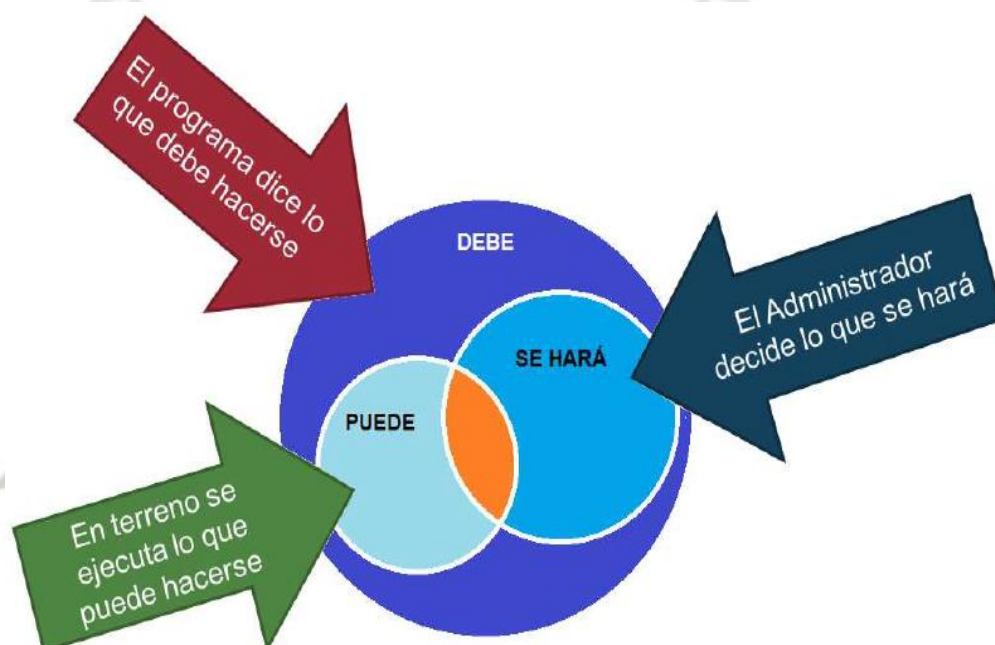 El programa dice lo
que debe hacerse
DEBE
El Administrador
decide lo que se hará
SE HARÁ
PUEDE
En terreno se
ejecuta lo que
puede hacerse